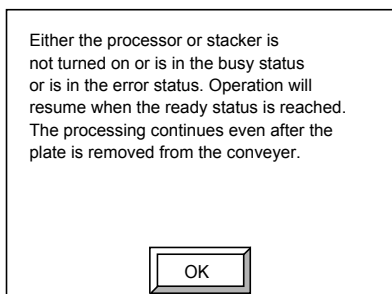 Either the processor or stacker is
not turned on or is in the busy status
or is in the error status. Operation will
resume when the ready status is reached.
The processing continues even after the
plate is removed from the conveyer.
OK